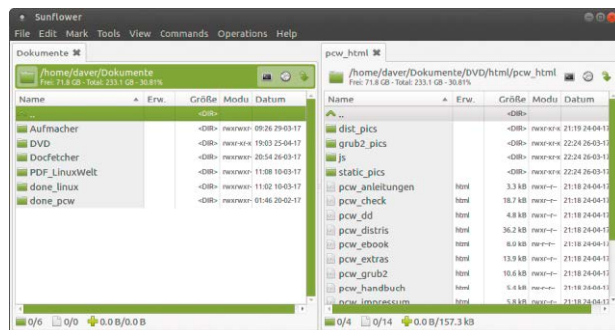 Sunflower
File Edit Mark Tools View Commands Operations Help
Dokumente
/home/daver/Dokumente
Frei: 71.8 GB - Total: 233.1 GB - 30.81%
Name Erw. Größe Modu Datum
.. <DIR>
Aufmacher <DIR> rwxrwxr- 09:26 29-03-17
DVD <DIR> rwxr-xr-x 19:03 25-04-17
Docfetcher <DIR> rwxrwxr- 20:54 26-03-17
PDF_LinuxWelt <DIR> rwxrwxr- 11:08 10-03-17
done_linux <DIR> rwxrwxr- 11:02 10-03-17
done_pcw <DIR> rwxrwxr- 01:46 20-02-17
0/6 0/0 0.0 B/0.0 B
pcw_html
/home/daver/Dokumente/DVD/html/pcw_html
Frei: 71.8 GB - Total: 233.1 GB - 30.81%
Name Erw. Größe Modu Datum
.. <DIR>
dist_pics <DIR> rwxr-xr-x 21:19 24-04-17
grub2_pics <DIR> rwxr-xr-x 22:24 26-03-17
js <DIR> rwxr-xr-x 22:24 26-03-17
static_pics <DIR> rwxr-xr-x 22:24 26-03-17
pcw_anleitungen html 3.3 kB rwxr--r-- 21:18 24-04-17
pcw_check html 18.7 kB rwxr--r-- 21:18 24-04-17
pcw_dd html 4.8 kB rwxr--r-- 21:18 24-04-17
pcw_distris html 36.2 kB rwxr--r-- 21:18 24-04-17
pcw_ebook html 8.0 kB 21:18 24-04-17
pcw_extras html 13.9 kB rwxr--r-- 21:18 24-04-17
pcw_grub2 html 10.6 kB rwxr--r-- 21:18 24-04-17
pcw_handbuch html 5.4 kB 21:18 24-04-17
pcw_impressum html 5.8 kB 21:18 24-04-17
0/4 0/14 0.0 B/157.3 kB